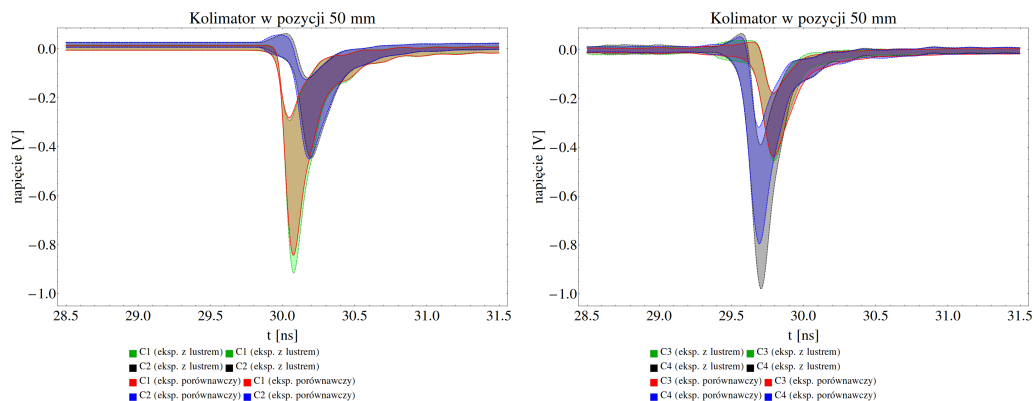 Kolimator w pozycji 50 mm
napięcie [V]
0.0
−0.2
−0.4
−0.6
−0.8
−1.0
28.5 29.0 29.5 30.0 30.5 31.0 31.5
t [ns]
C1 (eksp. z lustrem) C1 (eksp. z lustrem)
C2 (eksp. z lustrem) C2 (eksp. z lustrem)
C1 (eksp. porównawczy) C1 (eksp. porównawczy)
C2 (eksp. porównawczy) C2 (eksp. porównawczy)
Kolimator w pozycji 50 mm
napięcie [V]
0.0
−0.2
−0.4
−0.6
−0.8
−1.0
28.5 29.0 29.5 30.0 30.5 31.0 31.5
t [ns]
C3 (eksp. z lustrem) C3 (eksp. z lustrem)
C4 (eksp. z lustrem) C4 (eksp. z lustrem)
C3 (eksp. porównawczy) C3 (eksp. porównawczy)
C4 (eksp. porównawczy) C4 (eksp. porównawczy)